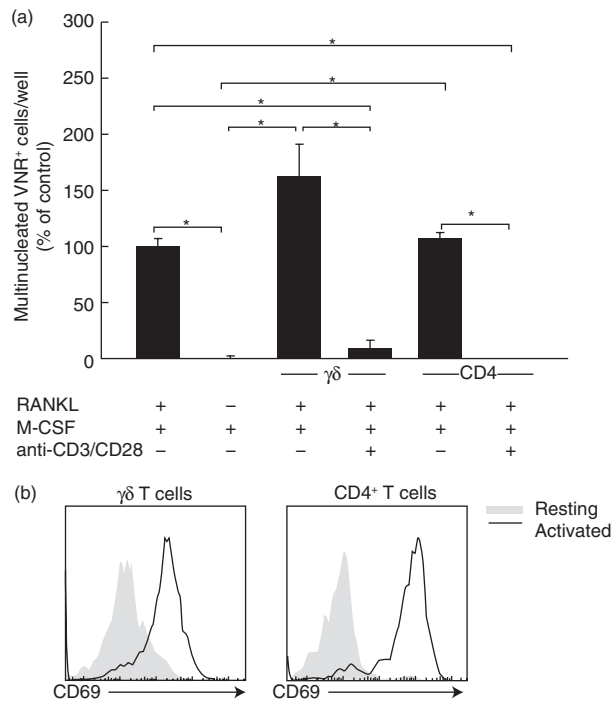 (a)
300
250
200
150
100
50
0
Multinucleated VNR+ cells/well
(% of control)
* * * * * * *
γδ CD4
RANKL + − + + + +
M-CSF + + + + + +
anti-CD3/CD28 − − − + − +
(b)
γδ T cells CD4+ T cells
Resting
Activated
CD69 CD69